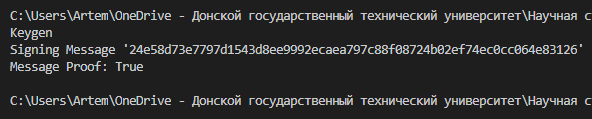 C:\Users\Artem\OneDrive - Донской государственный технический университет\Научная с
Keygen
Signing Message '24e58d73e7797d1543d8ee9992ecaea797c88f08724b02ef74ec0cc064e83126'
Message Proof: True
C:\Users\Artem\OneDrive - Донской государственный технический университет\Научная с